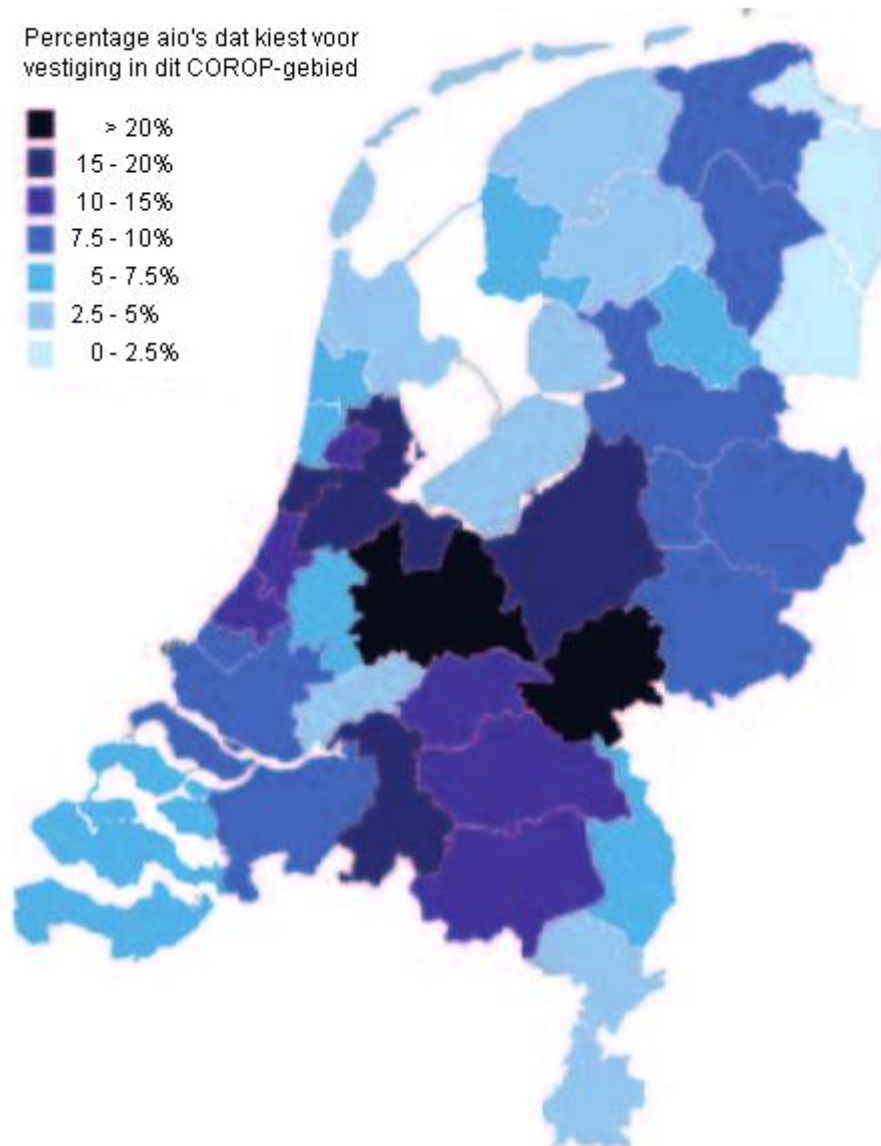 Percentage aio's dat kiest voor
vestiging in dit COROP-gebied
> 20%
15 - 20%
10 - 15%
7.5 - 10%
5 - 7.5%
2.5 - 5%
0 - 2.5%